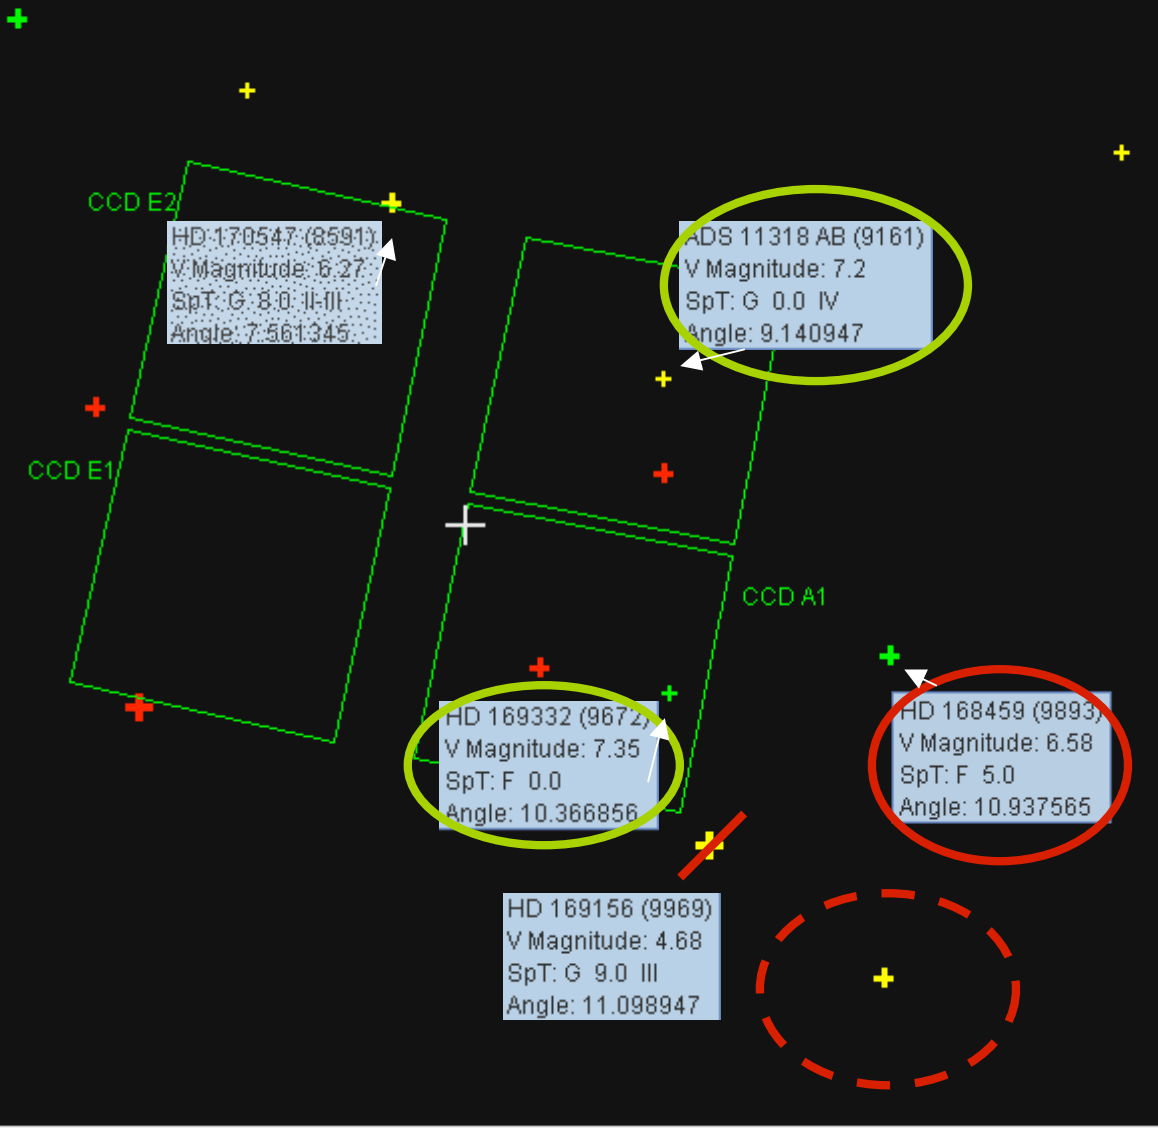 CCD E2
HD 170547 (8591)
V Magnitude: 6.27
SpT: G  8.0  II-III
Angle: 7.561345
ADS 11318 AB (9161)
V Magnitude: 7.2
SpT: G  0.0  IV
Angle: 9.140947
CCD E1
CCD A1
HD 169332 (9672)
V Magnitude: 7.35
SpT: F  0.0
Angle: 10.366856
HD 168459 (9893)
V Magnitude: 6.58
SpT: F  5.0
Angle: 10.937565
HD 169156 (9969)
V Magnitude: 4.68
SpT: G  9.0  III
Angle: 11.098947